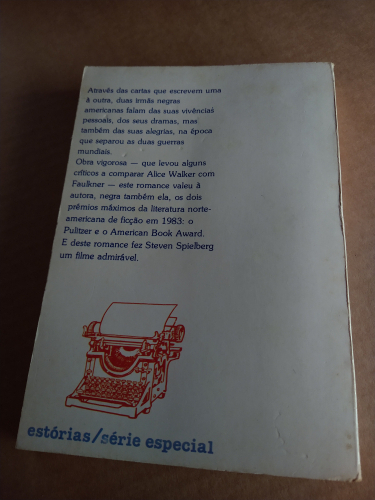 Através das cartas que escrevem uma
à outra, duas irmãs negras
americanas falam das suas vivências
pessoais, dos seus dramas, mas
também das suas alegrias, na época
que separou as duas guerras
mundiais.
Obra vigorosa — que levou alguns
críticos a comparar Alice Walker com
Faulkner — este romance valeu à
autora, negra também ela, os dois
prêmios máximos da literatura norte-
americana de ficção em 1983: o
Pulitzer e o American Book Award.
E deste romance fez Steven Spielberg
um filme admirável.
estórias/série especial